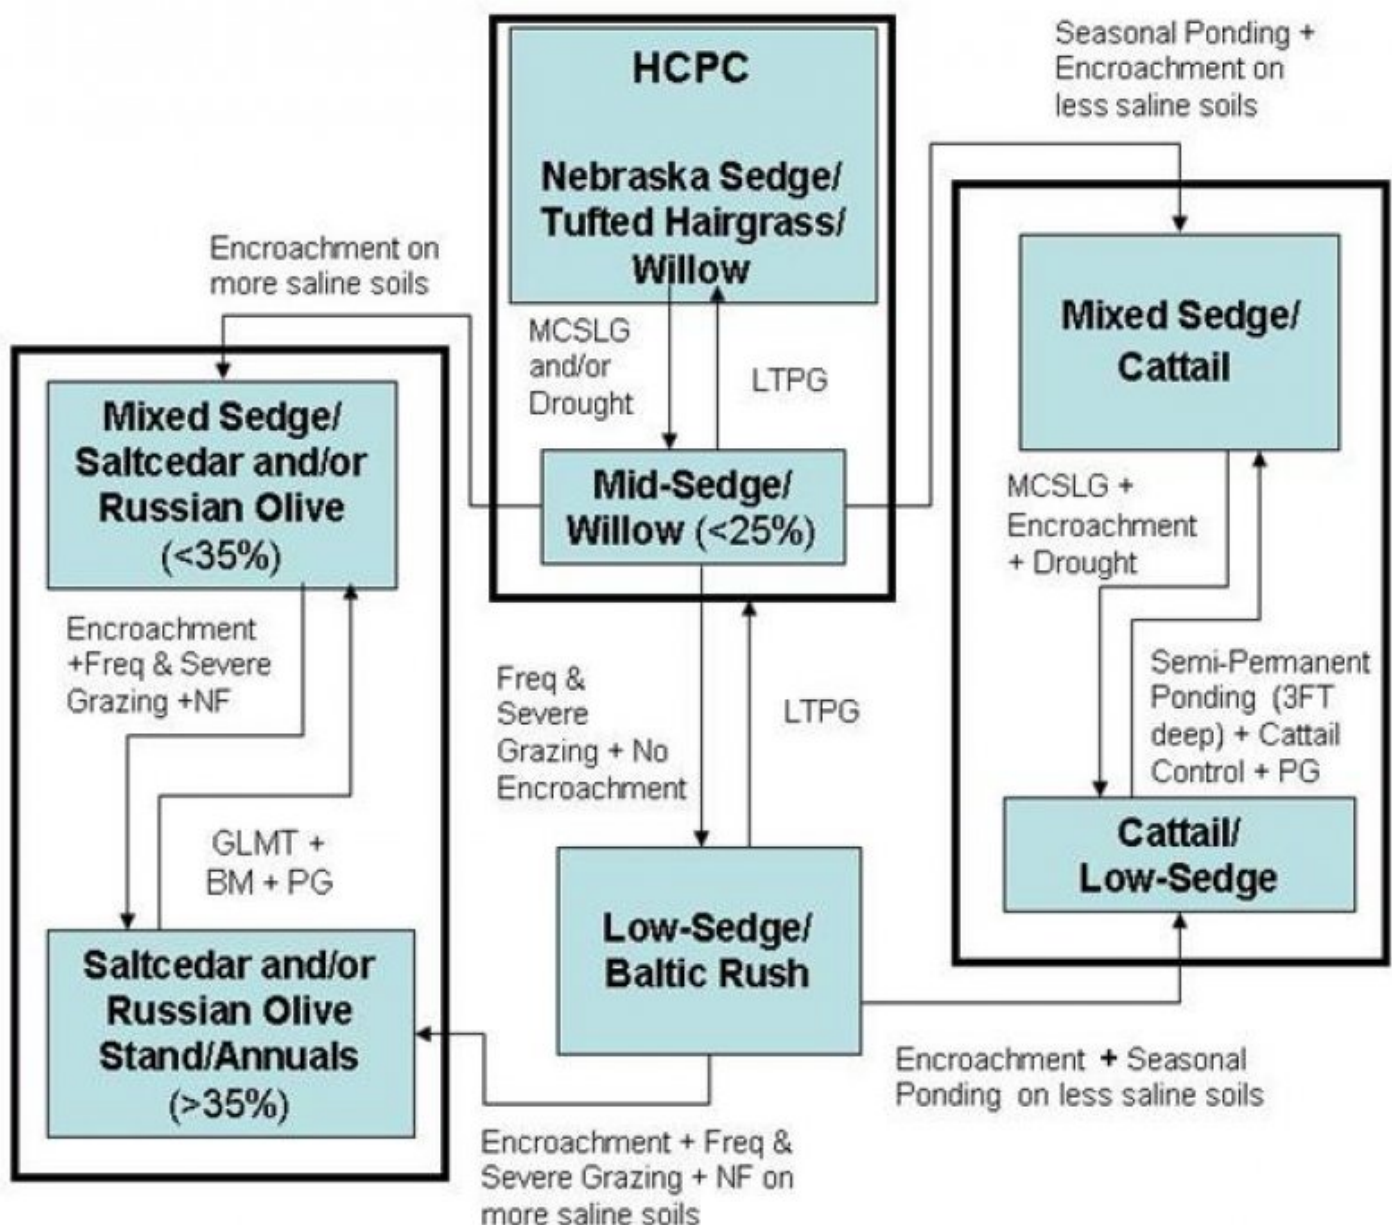 HCPC
Nebraska Sedge/
Tufted Hairgrass/
Willow
Seasonal Ponding +
Encroachment on
less saline soils
Encroachment on
more saline soils
MCSLG
and/or
Drought
LTPG
Mid-Sedge/
Willow (<25%)
Mixed Sedge/
Saltcedar and/or
Russian Olive
(<35%)
Encroachment
+Freq & Severe
Grazing +NF
GLMT +
BM + PG
Saltcedar and/or
Russian Olive
Stand/Annuals
(>35%)
Freq &
Severe
Grazing + No
Encroachment
LTPG
Low-Sedge/
Baltic Rush
Encroachment + Freq &
Severe Grazing + NF on
more saline soils
Mixed Sedge/
Cattail
MCSLG +
Encroachment
+ Drought
Semi-Permanent
Ponding (3FT
deep) + Cattail
Control + PG
Cattail/
Low-Sedge
Encroachment + Seasonal
Ponding on less saline soils